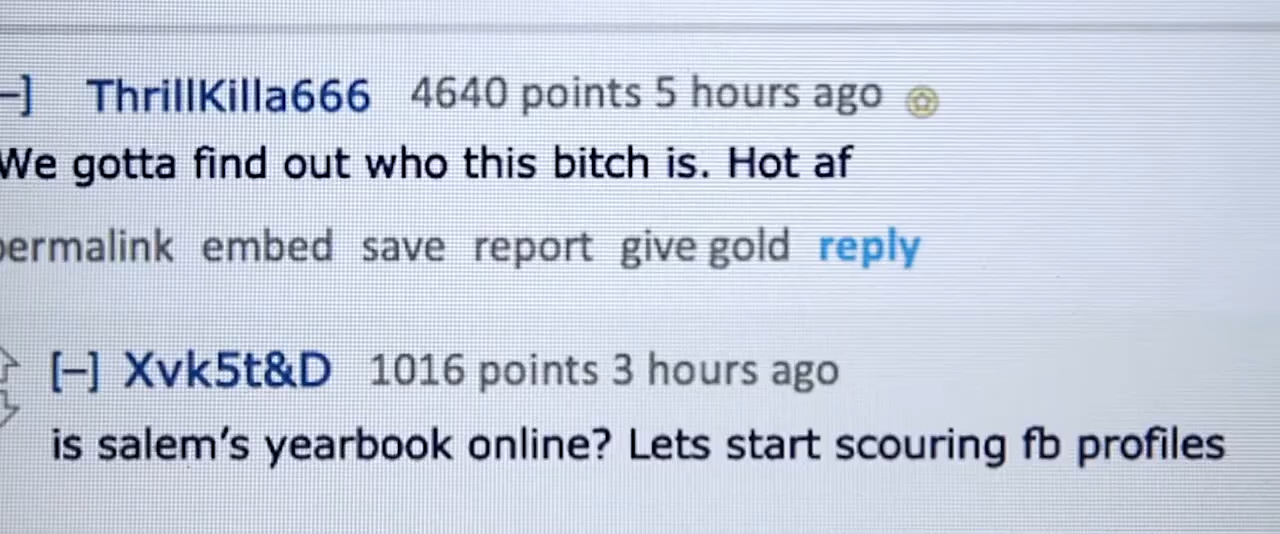 –] ThrillKilla666 4640 points 5 hours ago
We gotta find out who this bitch is. Hot af
permalink embed save report give gold reply
[–] Xvk5t&D 1016 points 3 hours ago
is salem's yearbook online? Lets start scouring fb profiles